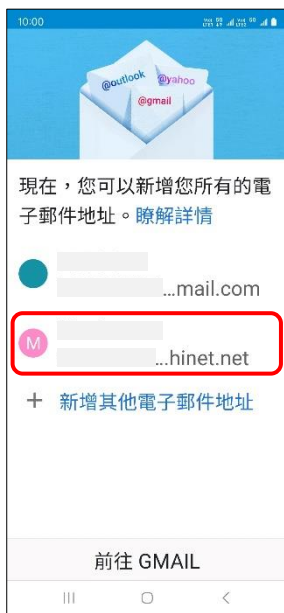 10:00
@outlook
@yahoo
@gmail
現在，您可以新增您所有的電
子郵件地址。瞭解詳情
...mail.com
M
...hinet.net
+ 新增其他電子郵件地址
前往 GMAIL